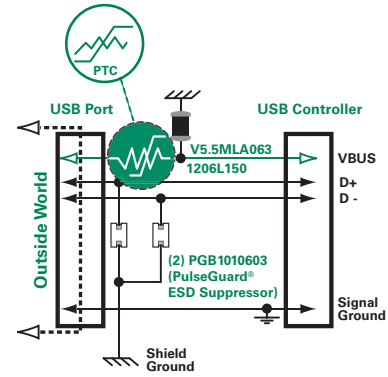 PTC
USB Port
USB Controller
V5.5MLA063
1206L150
VBUS
D+
D -
Outside World
(2) PGB1010603
(PulseGuard®
ESD Suppressor)
Signal
Ground
Shield
Ground